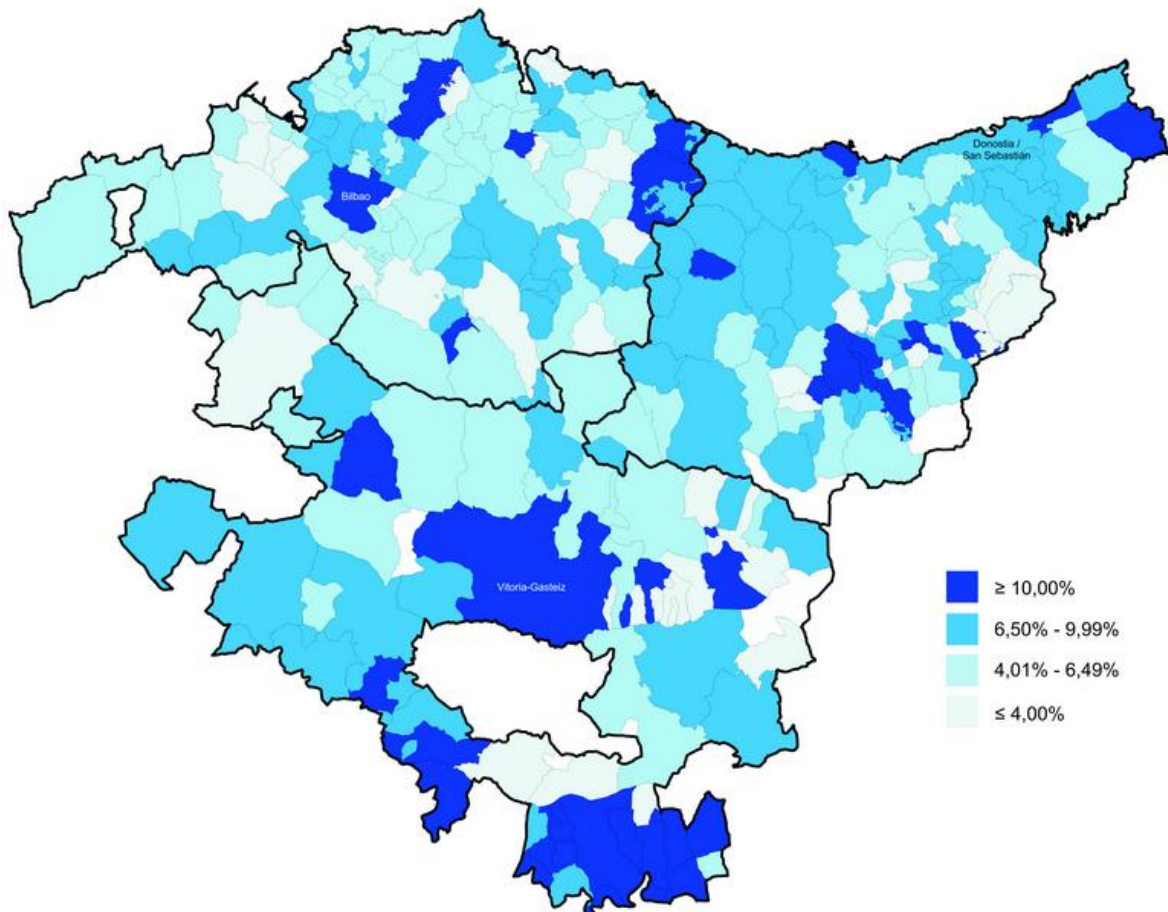 Donostia /
San Sebastián
Bilbao
Vitoria-Gasteiz
≥ 10,00%
6,50% - 9,99%
4,01% - 6,49%
≤ 4,00%